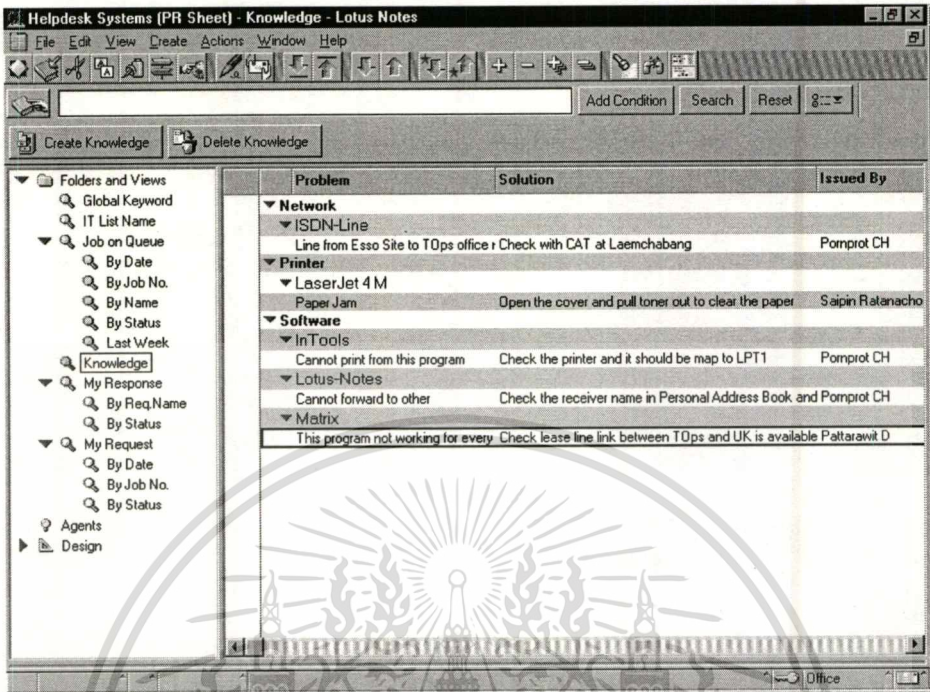 Helpdesk Systems (PR Sheet) - Knowledge - Lotus Notes
File Edit View Create Actions Window Help
Add Condition Search Reset
Create Knowledge Delete Knowledge
Folders and Views
Global Keyword
IT List Name
Job on Queue
By Date
By Job No.
By Name
By Status
Last Week
Knowledge
My Response
By Req.Name
By Status
My Request
By Date
By Job No.
By Status
Agents
Design
Problem Solution Issued By
Network
ISDN-Line
Line from Esso Site to TOps office r Check with CAT at Laemchabang Pornprot CH
Printer
LaserJet 4 M
Paper Jam Open the cover and pull toner out to clear the paper Saipin Ratanacho
Software
InTools
Cannot print from this program Check the printer and it should be map to LPT1 Pornprot CH
Lotus-Notes
Cannot forward to other Check the receiver name in Personal Address Book and Pornprot CH
Matrix
This program not working for every Check lease line link between TOps and UK is available Pattarawit D
Office